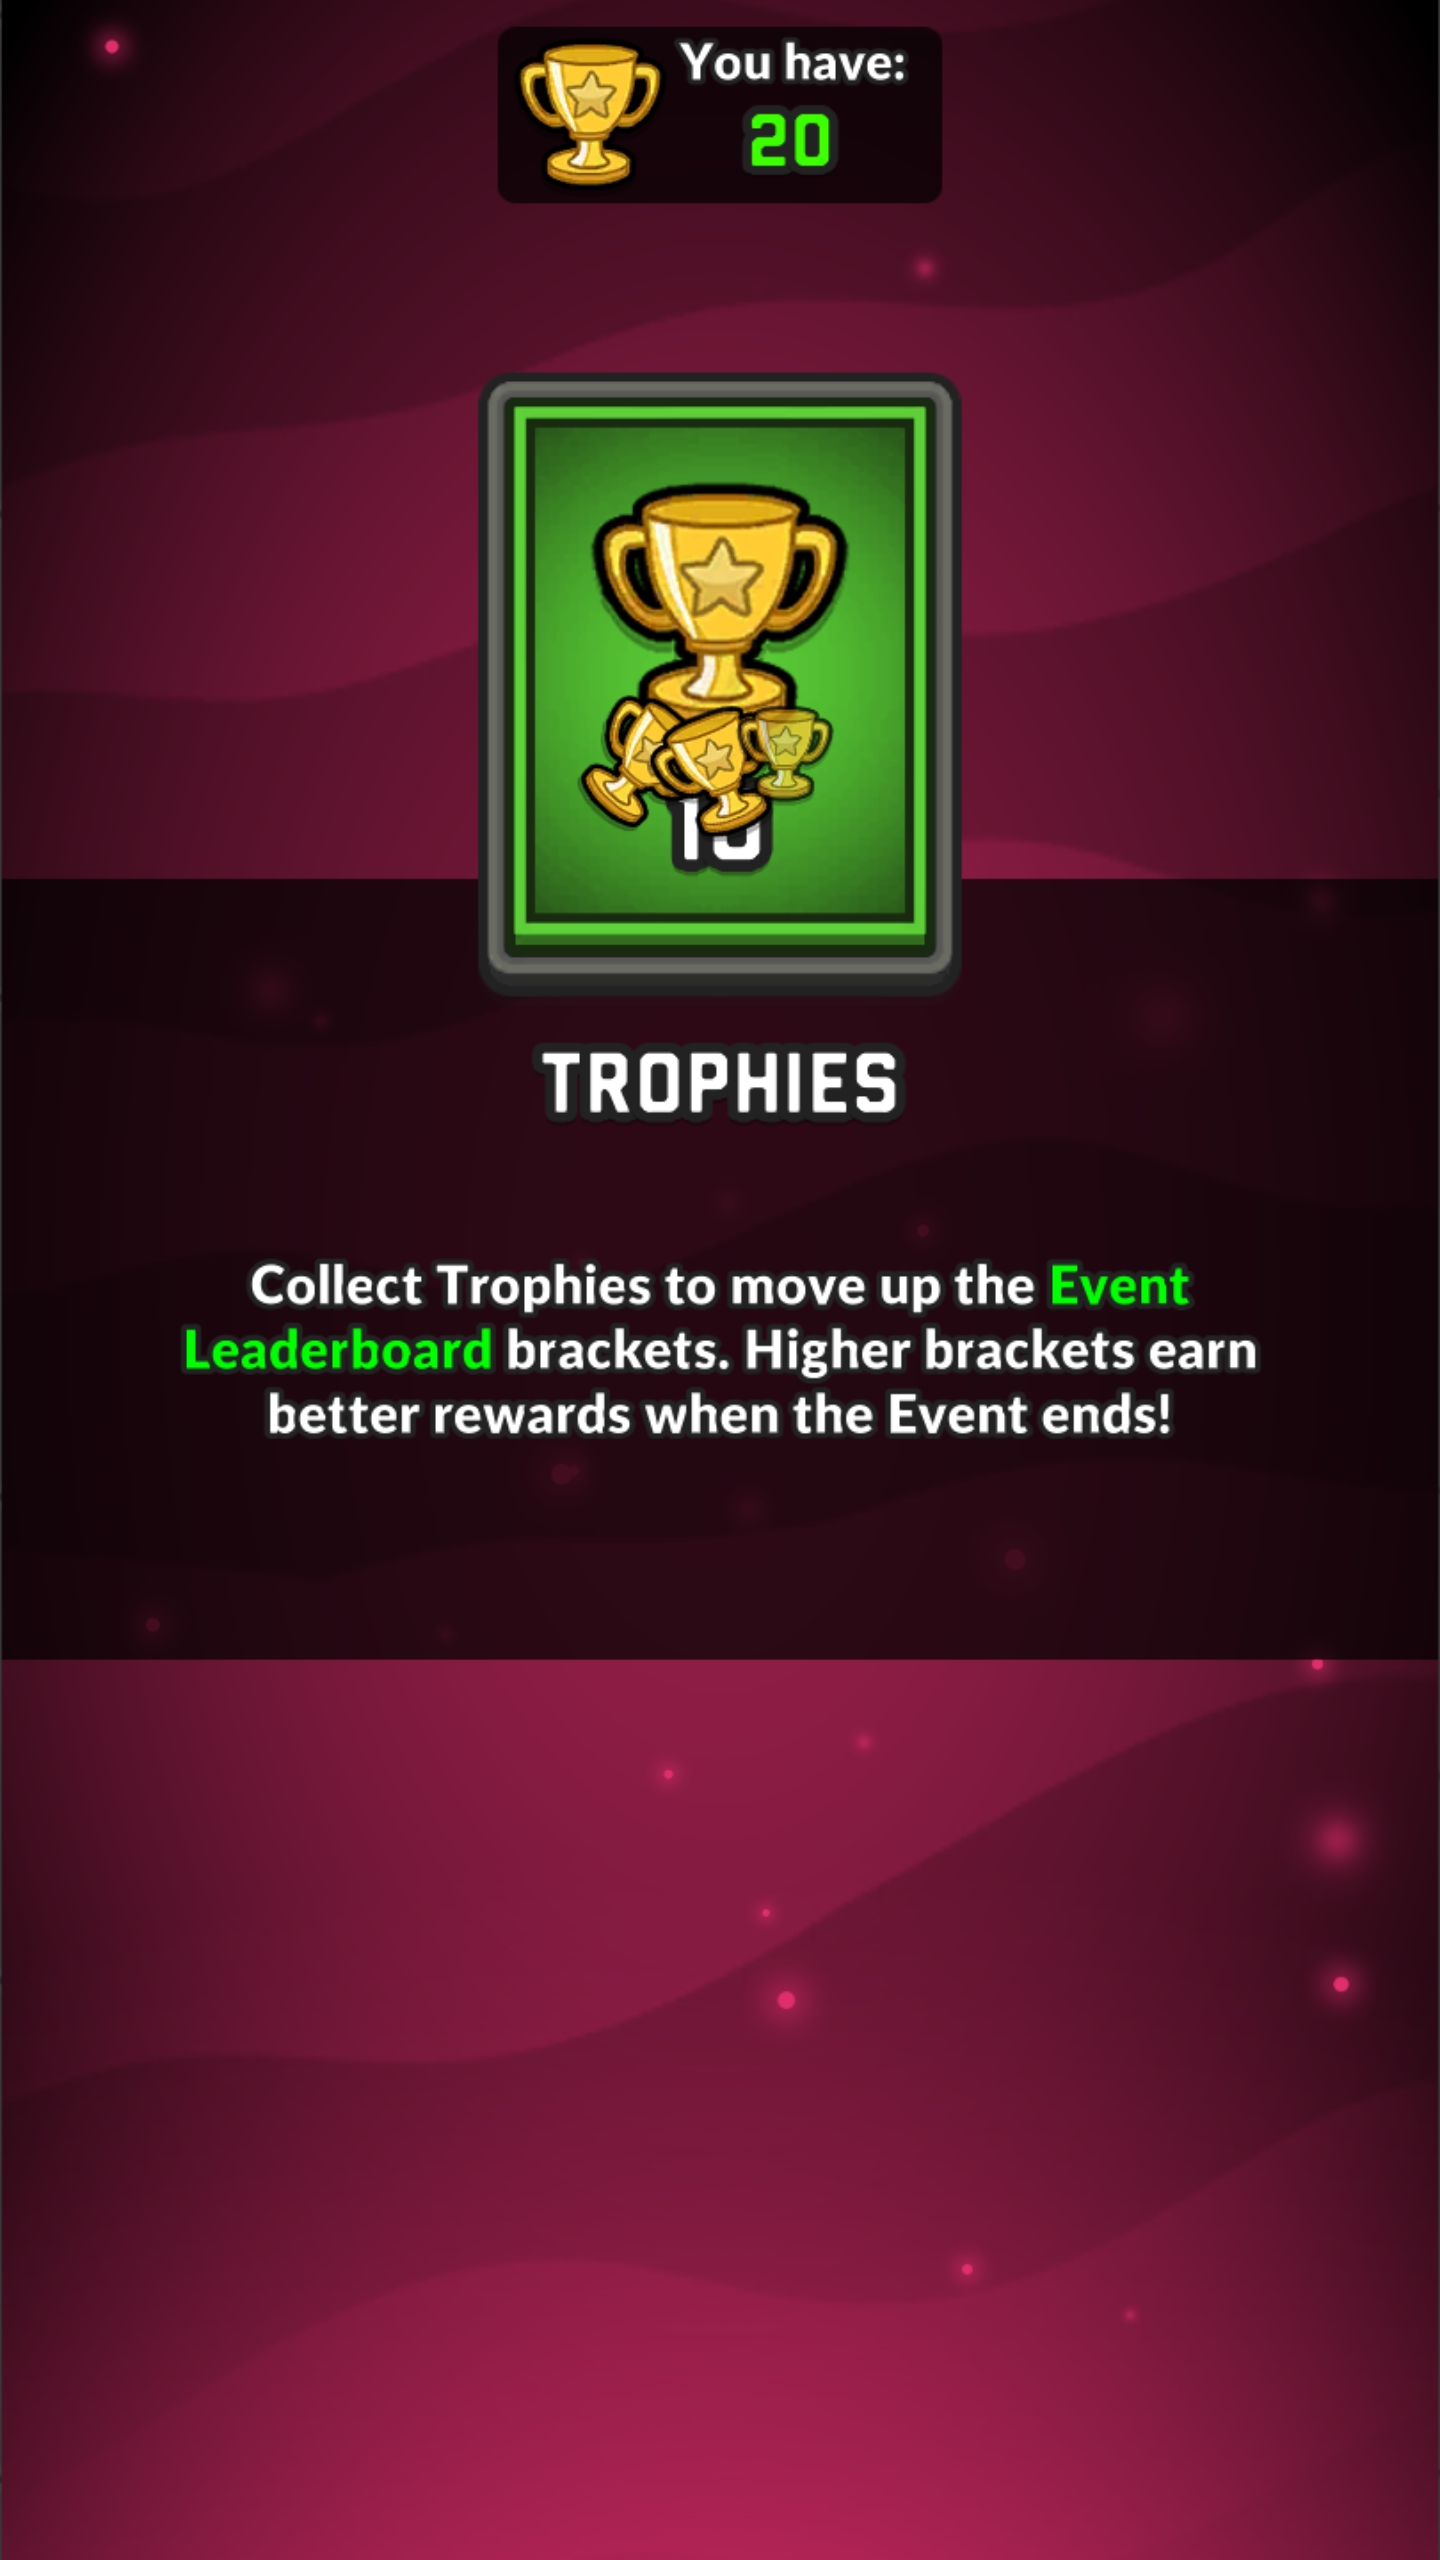 You have:
20
TROPHIES
Collect Trophies to move up the Event
Leaderboard brackets. Higher brackets earn
better rewards when the Event ends!